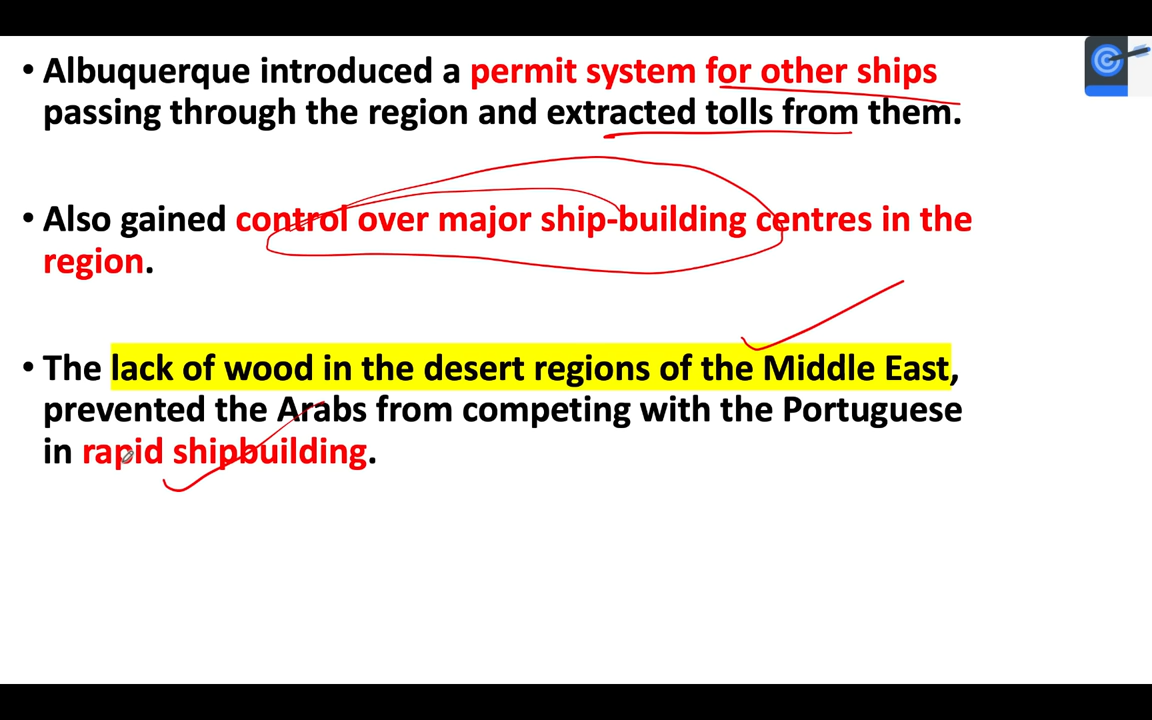 • Albuquerque introduced a permit system for other ships
passing through the region and extracted tolls from them.
• Also gained control over major ship-building centres in the
region.
• The lack of wood in the desert regions of the Middle East,
prevented the Arabs from competing with the Portuguese
in rapid shipbuilding.